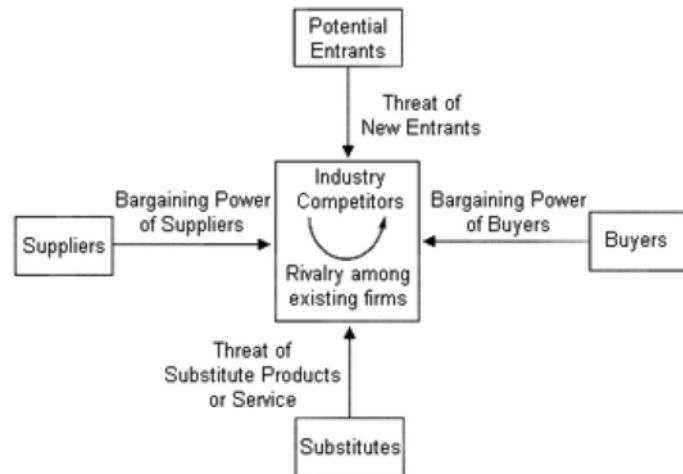 Potential
Entrants
Threat of
New Entrants
Industry
Competitors
Bargaining Power
of Suppliers
Bargaining Power
of Buyers
Suppliers
Buyers
Rivalry among
existing firms
Threat of
Substitute Products
or Service
Substitutes